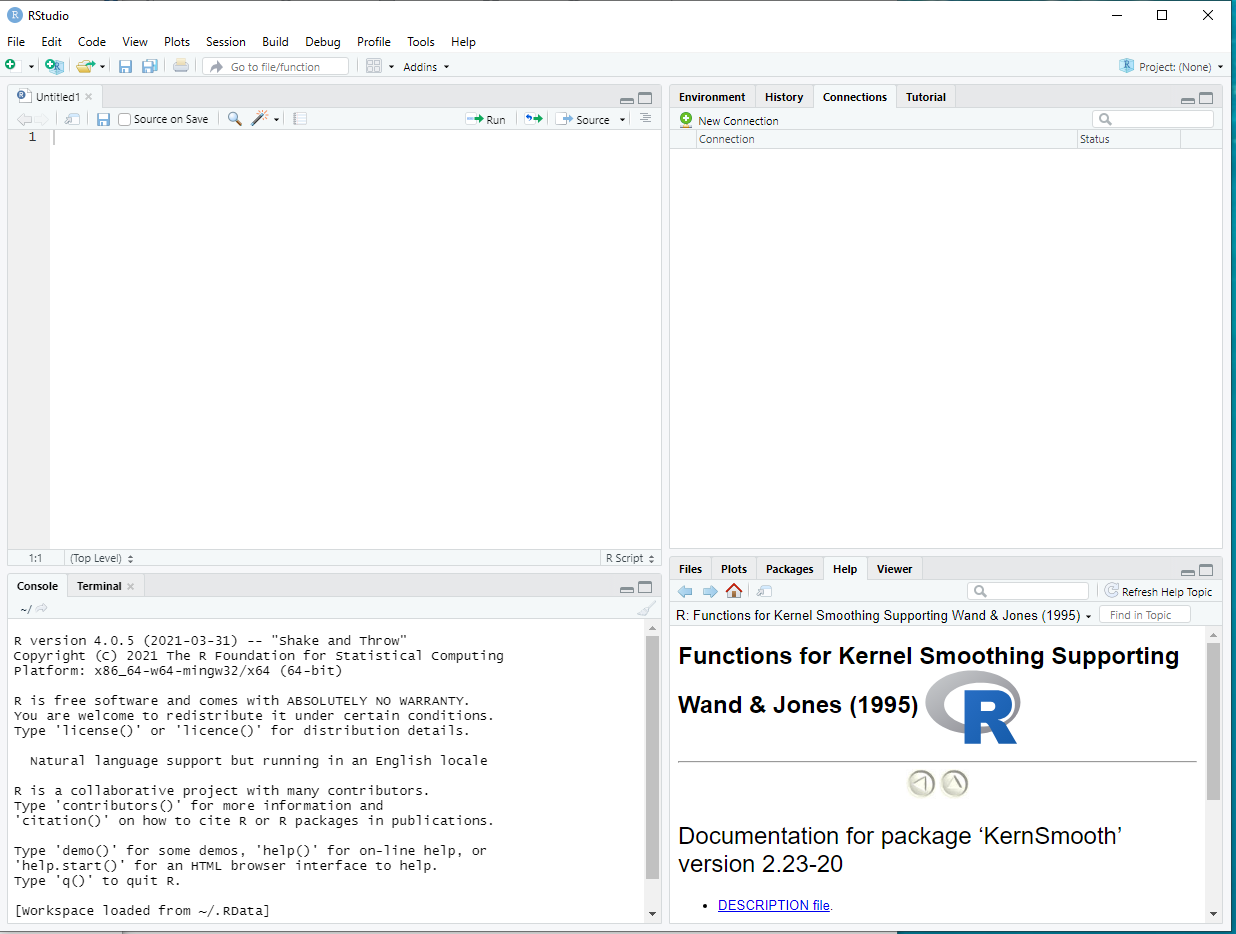 RStudio
File Edit Code View Plots Session Build Debug Profile Tools Help
Go to file/function Addins Project: (None)
Untitled1
Source on Save Run Source
1
1:1 (Top Level) R Script
Console Terminal
~/
R version 4.0.5 (2021-03-31) -- "Shake and Throw"
Copyright (C) 2021 The R Foundation for Statistical Computing
Platform: x86_64-w64-mingw32/x64 (64-bit)
R is free software and comes with ABSOLUTELY NO WARRANTY.
You are welcome to redistribute it under certain conditions.
Type 'license()' or 'licence()' for distribution details.
Natural language support but running in an English locale
R is a collaborative project with many contributors.
Type 'contributors()' for more information and
'citation()' on how to cite R or R packages in publications.
Type 'demo()' for some demos, 'help()' for on-line help, or
'help.start()' for an HTML browser interface to help.
Type 'q()' to quit R.
[Workspace loaded from ~/.RData]
Environment History Connections Tutorial
New Connection
Connection Status
Files Plots Packages Help Viewer
Refresh Help Topic
R: Functions for Kernel Smoothing Supporting Wand & Jones (1995) Find in Topic
Functions for Kernel Smoothing Supporting
Wand & Jones (1995) R
Documentation for package ‘KernSmooth’
version 2.23-20
• DESCRIPTION file.